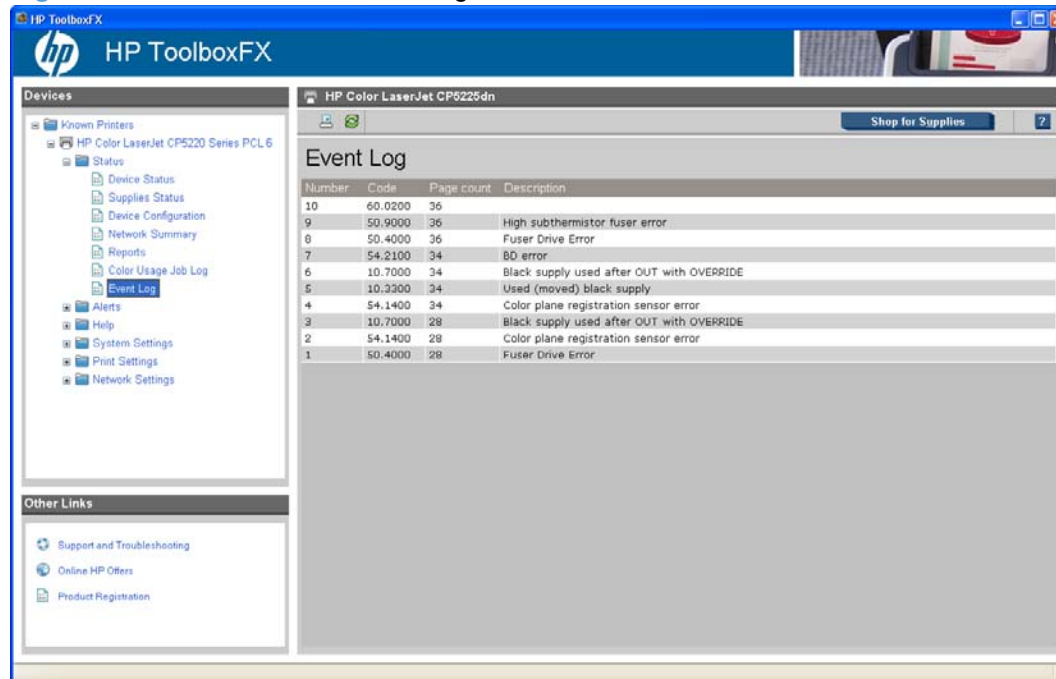 HP ToolboxFX
hp HP ToolboxFX
Devices
Known Printers
HP Color LaserJet CP5220 Series PCL 6
Status
Device Status
Supplies Status
Device Configuration
Network Summary
Reports
Color Usage Job Log
Event Log
Alerts
Help
System Settings
Print Settings
Network Settings
Other Links
Support and Troubleshooting
Online HP Offers
Product Registration
HP Color LaserJet CP5225dn
Shop for Supplies ?
Event Log
Number Code Page count Description
10 60.0200 36
9 50.9000 36 High subthermistor fuser error
8 50.4000 36 Fuser Drive Error
7 54.2100 34 BD error
6 10.7000 34 Black supply used after OUT with OVERRIDE
5 10.3300 34 Used (moved) black supply
4 54.1400 34 Color plane registration sensor error
3 10.7000 28 Black supply used after OUT with OVERRIDE
2 54.1400 28 Color plane registration sensor error
1 50.4000 28 Fuser Drive Error